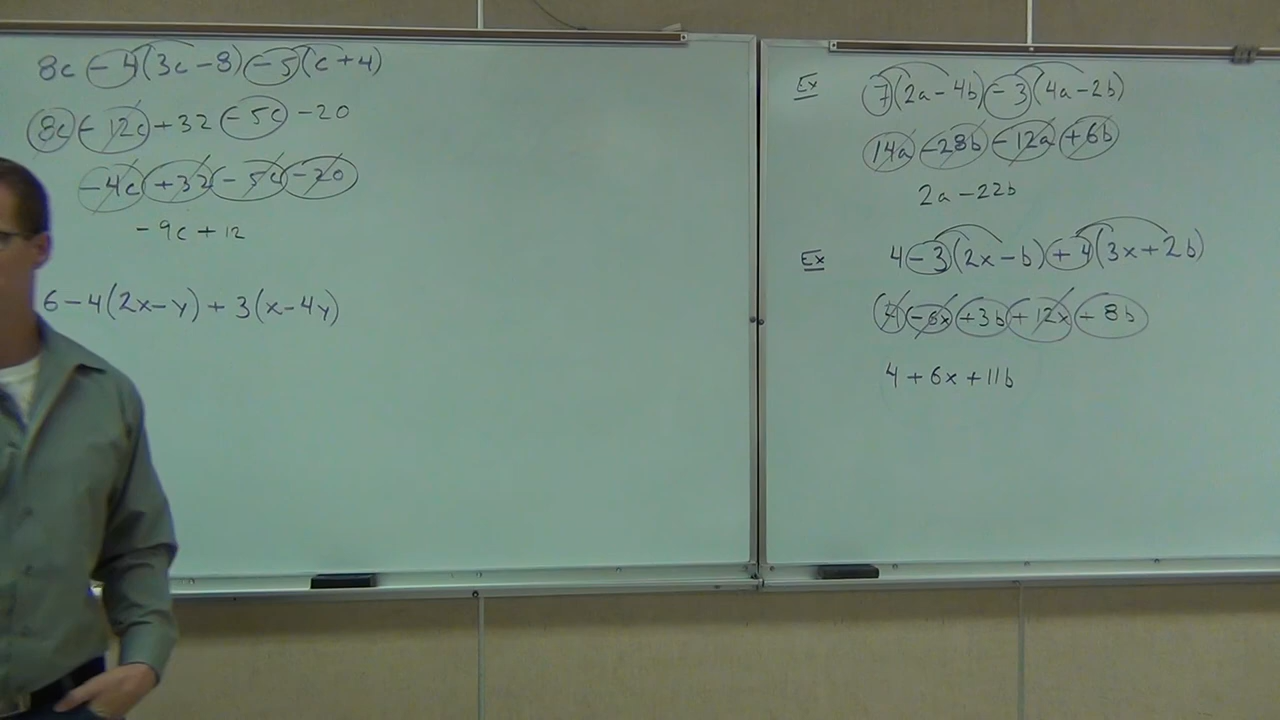 8c - 4(3c - 8) - 5(c + 4)
8c - 12c + 32 - 5c - 20
- 4c + 32 - 5c - 20
- 9c + 12
6 - 4(2x - y) + 3(x - 4y)
Ex 7(2a - 4b) - 3(4a - 2b)
14a - 28b - 12a + 6b
2a - 22b
Ex 4 - 3(2x - b) + 4(3x + 2b)
4 - 6x + 3b + 12x + 8b
4 + 6x + 11b